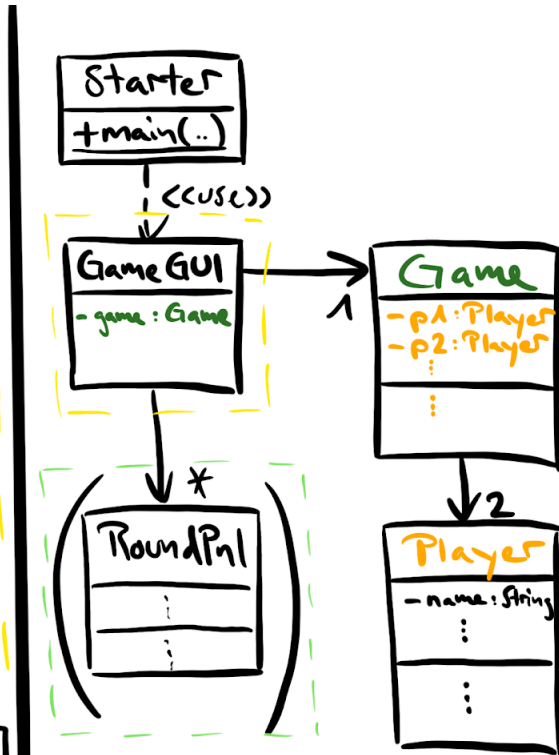 Starter
+main(..)
<<use>>
GameGUI
- game : Game
1
Game
- p1 : Player
- p2 : Player
⋮
⋮
*
RoundPnl
⋮
⋮
2
Player
- name : String
⋮
⋮